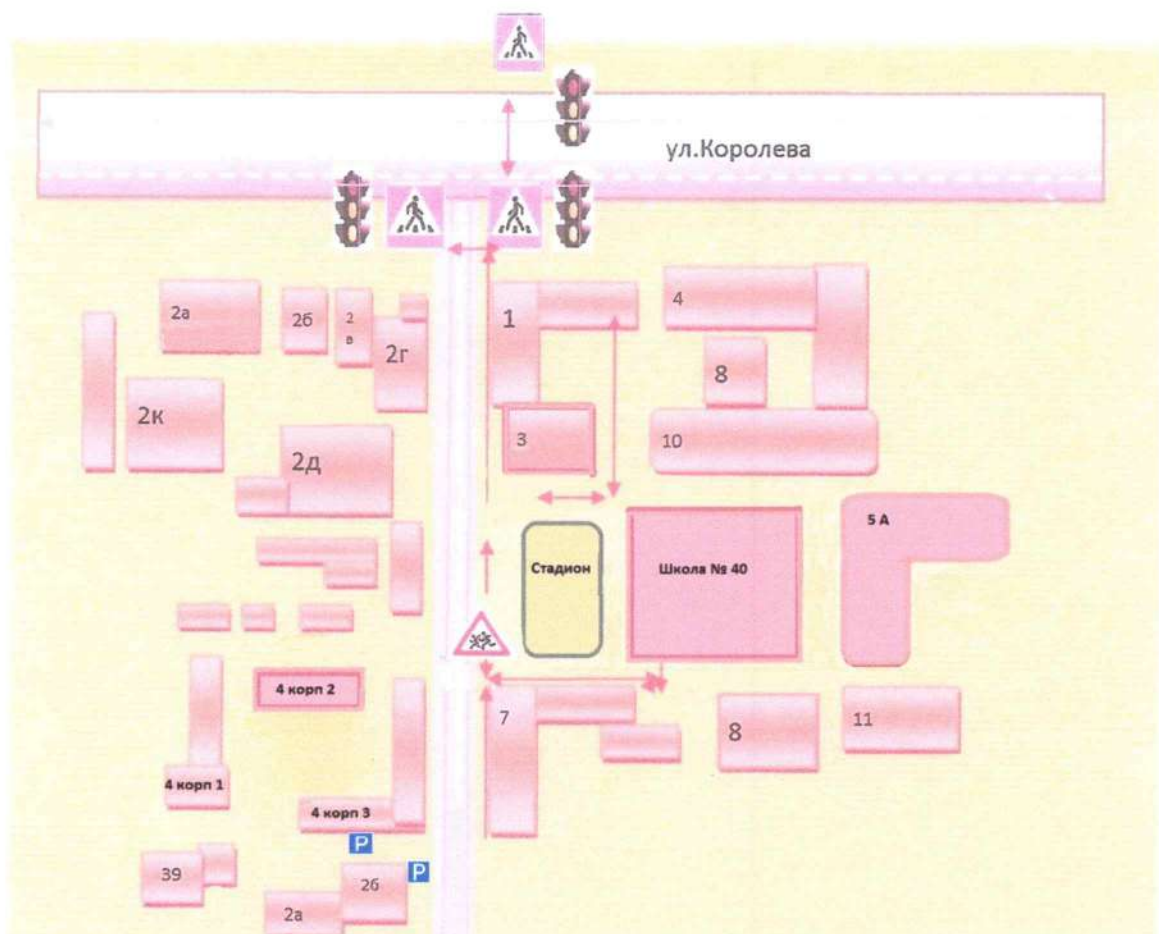 ул.Королева
2а
2б
2
в
2г
1
4
2к
8
3
10
2д
5 А
Стадион
Школа № 40
4 корп 2
7
8
11
4 корп 1
4 корп 3
P
39
2б
P
2а